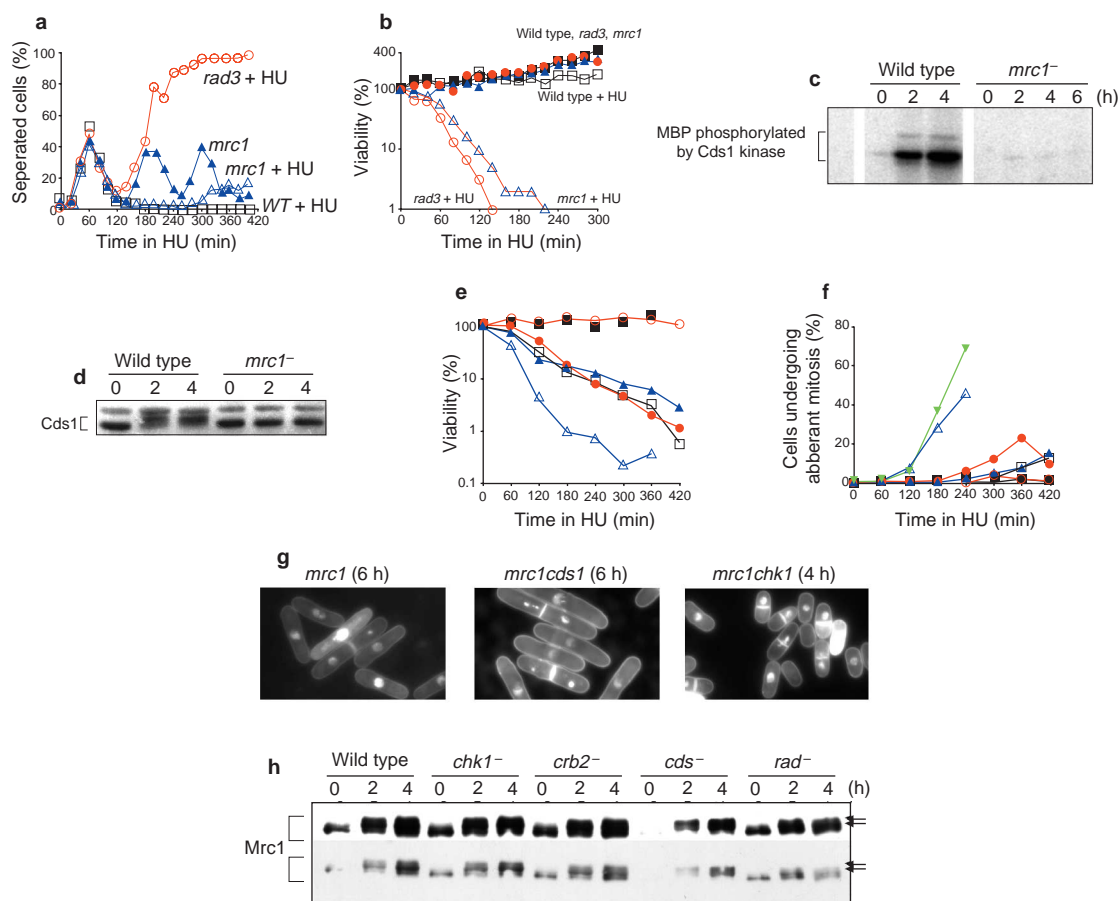 a
Seperated cells (%)
100
80
60
40
20
0
rad3 + HU
mrc1
mrc1 + HU
WT + HU
0 60 120 180 240 300 360 420
Time in HU (min)
b
Viability (%)
400
100
10
1
Wild type, rad3, mrc1
Wild type + HU
rad3 + HU
mrc1 + HU
0 60 120 180 240 300
Time in HU (min)
c
Wild type
mrc1–
0 2 4 0 2 4 6 (h)
MBP phosphorylated
by Cds1 kinase
d
Wild type
mrc1–
0 2 4 0 2 4
Cds1
e
Viability (%)
100
10
1
0.1
0 60 120 180 240 300 360 420
Time in HU (min)
f
Cells undergoing
abberant mitosis (%)
80
60
40
20
0
0 60 120 180 240 300 360 420
Time in HU (min)
g
mrc1 (6 h)
mrc1cds1 (6 h)
mrc1chk1 (4 h)
h
Wild type
chk1–
crb2–
cds–
rad–
0 2 4 0 2 4 0 2 4 0 2 4 0 2 4 (h)
Mrc1